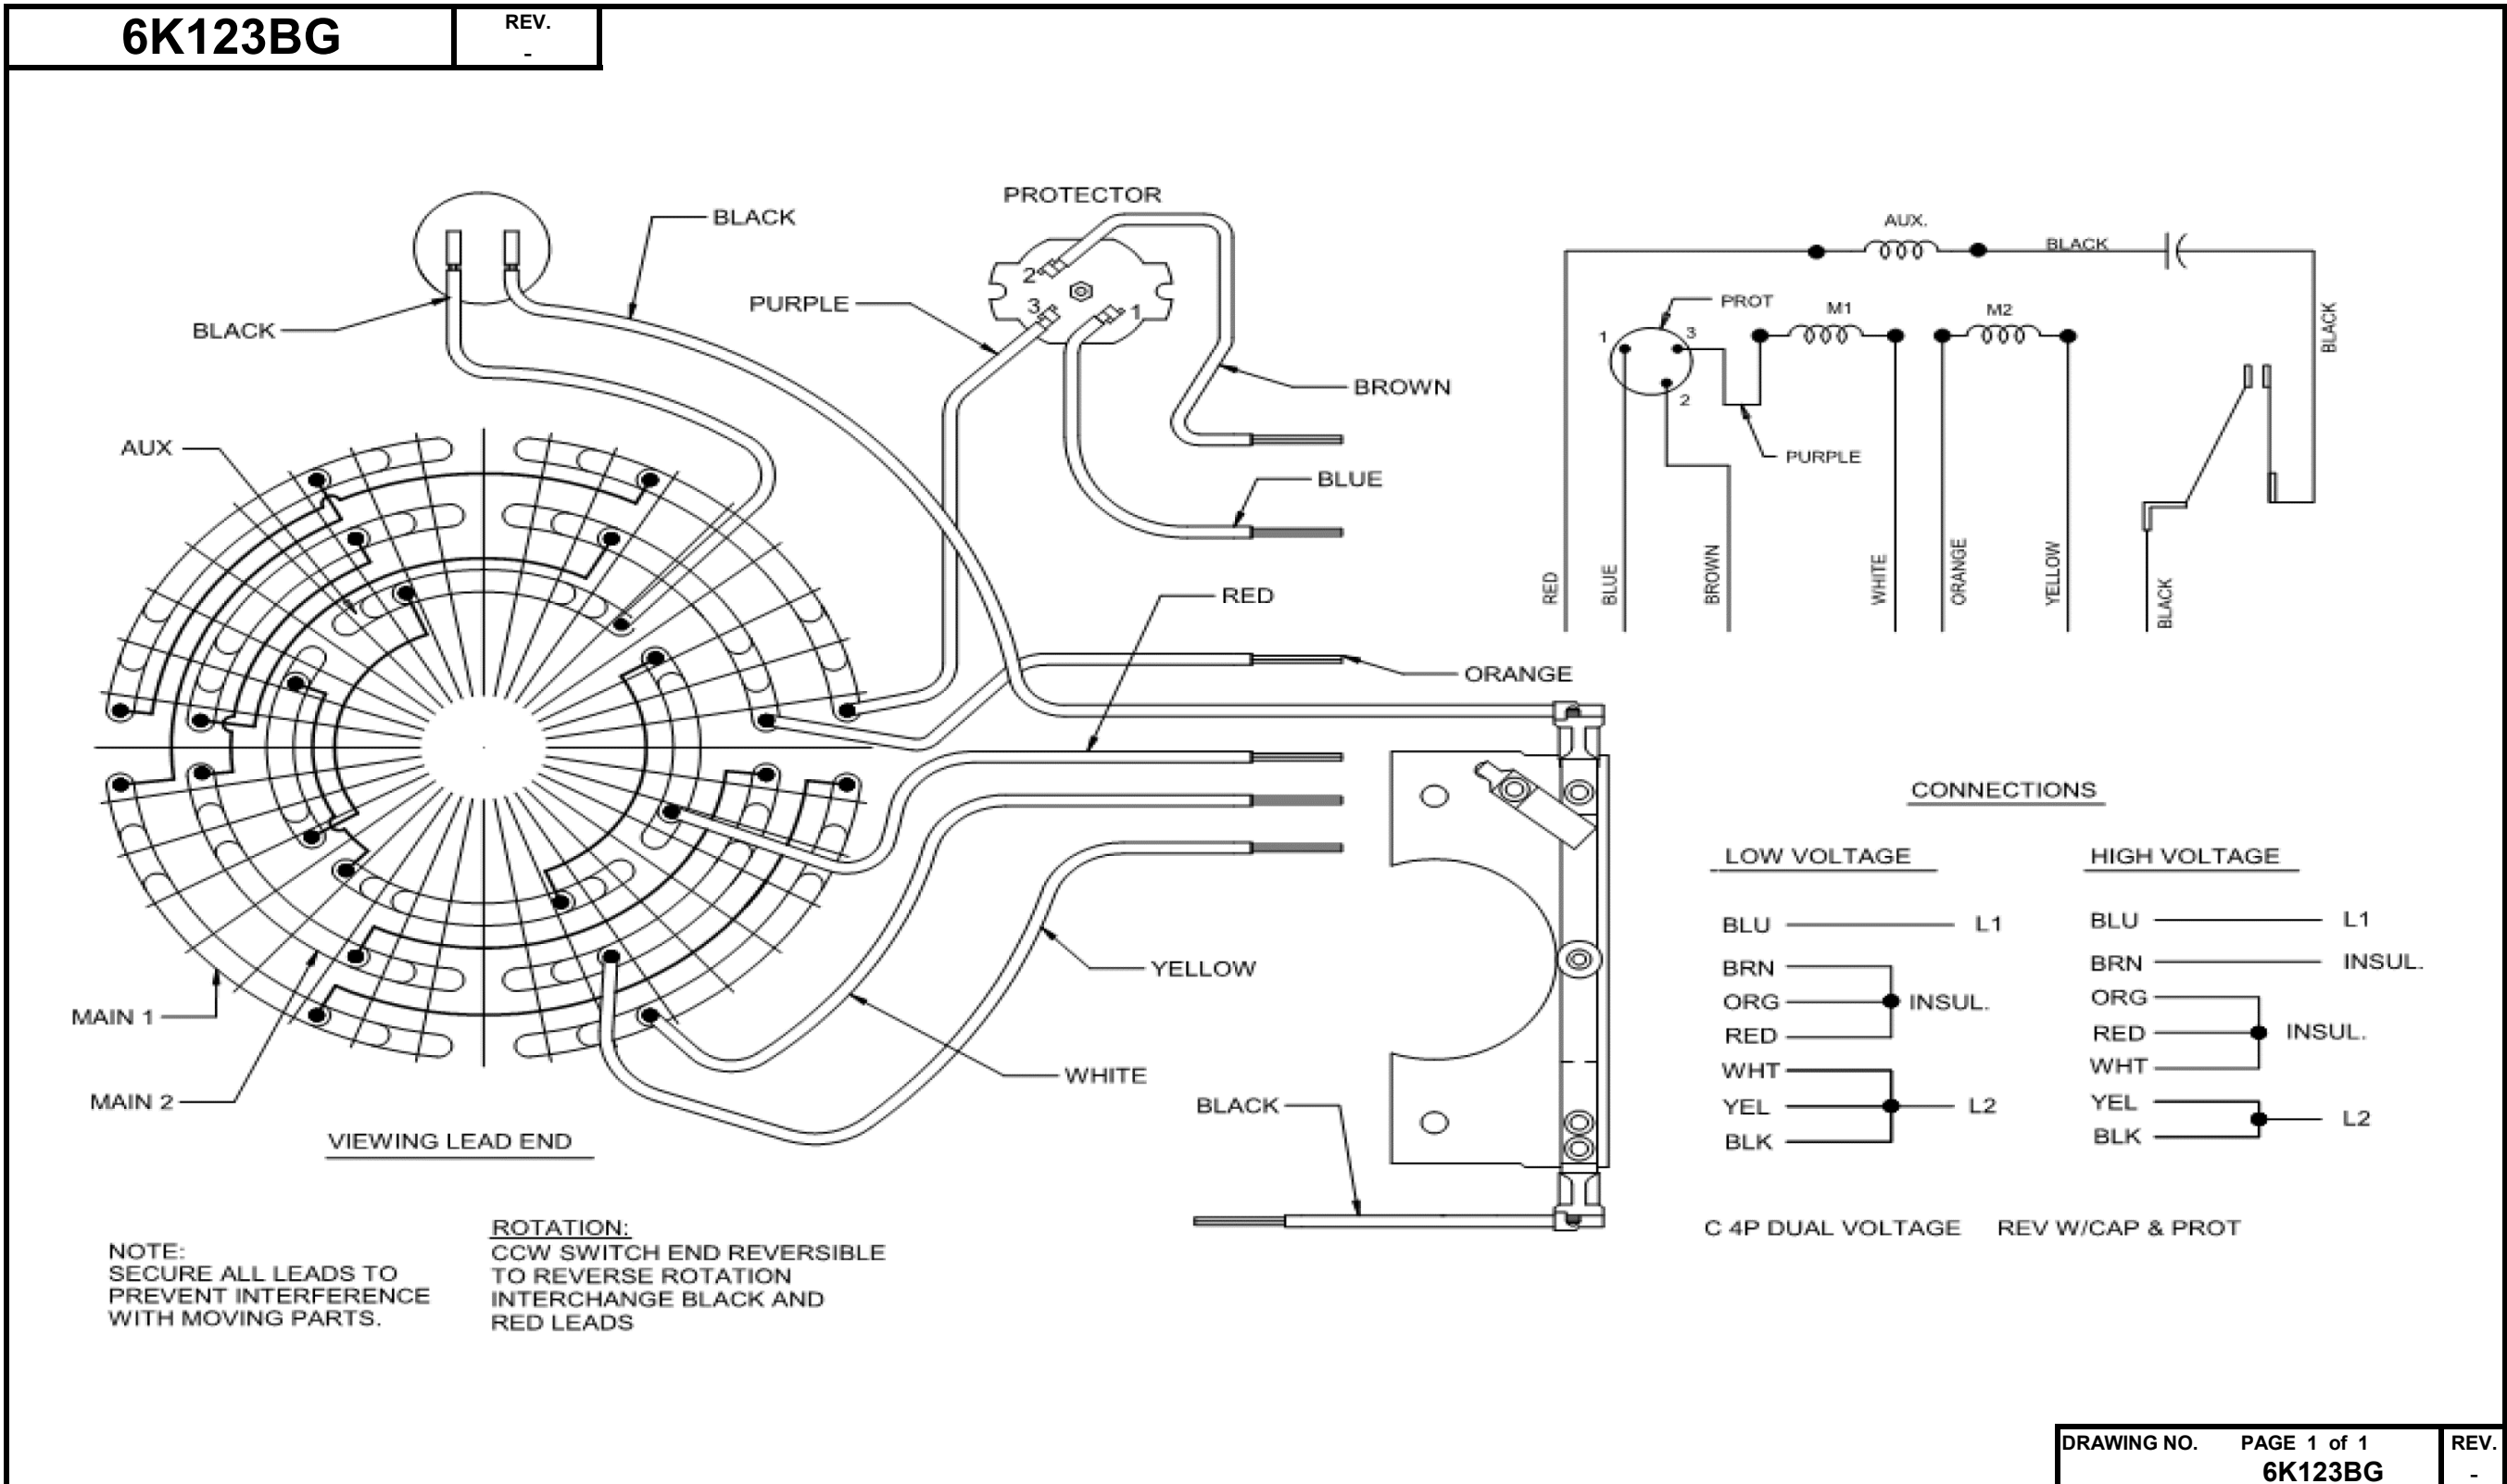 6K123BG
REV.
-
PROTECTOR
BLACK
PURPLE
BLACK
2
3
1
BROWN
BLUE
AUX
RED
ORANGE
YELLOW
WHITE
BLACK
MAIN 1
MAIN 2
VIEWING LEAD END
AUX.
BLACK
BLACK
PROT
M1
M2
1
3
2
PURPLE
RED
BLUE
BROWN
WHITE
ORANGE
YELLOW
BLACK
CONNECTIONS
LOW VOLTAGE
BLU L1
BRN
ORG INSUL.
RED
WHT
YEL L2
BLK
HIGH VOLTAGE
BLU L1
BRN INSUL.
ORG
RED INSUL.
WHT
YEL
L2
BLK
C 4P DUAL VOLTAGE REV W/CAP & PROT
NOTE:
SECURE ALL LEADS TO
PREVENT INTERFERENCE
WITH MOVING PARTS.
ROTATION:
CCW SWITCH END REVERSIBLE
TO REVERSE ROTATION
INTERCHANGE BLACK AND
RED LEADS
DRAWING NO. PAGE 1 of 1
6K123BG
REV.
-